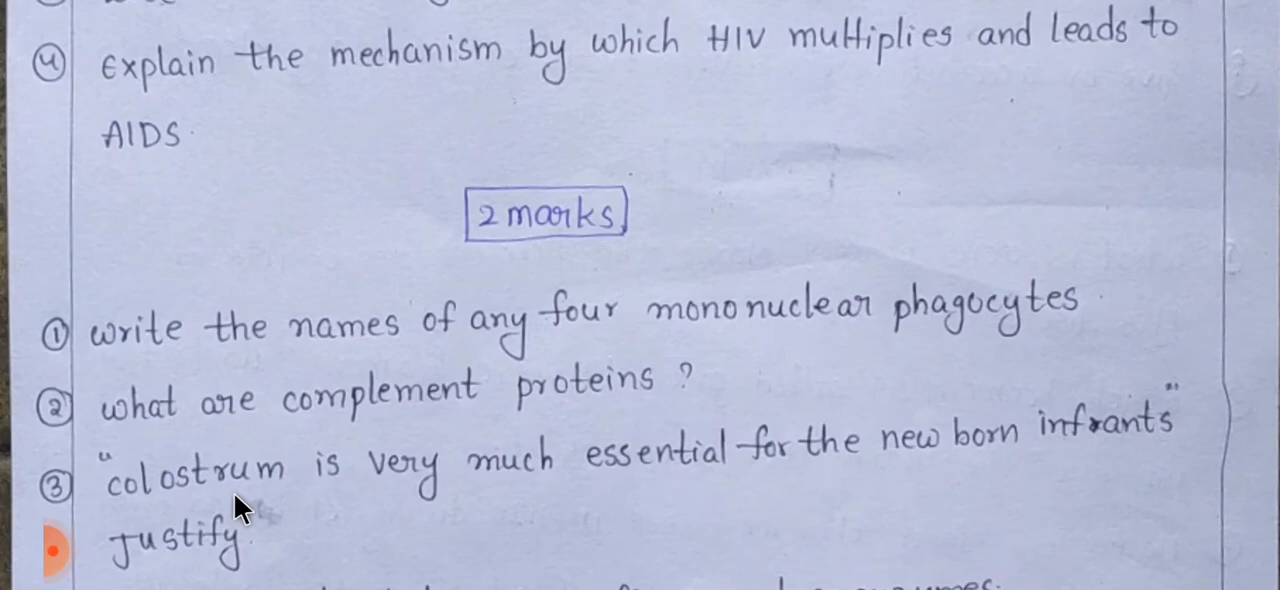 ④ Explain the mechanism by which HIV multiplies and leads to
AIDS.
2 marks
① write the names of any four mononuclear phagocytes
② what are complement proteins ?
③ "colostrum is very much essential for the new born infrants"
Justify.